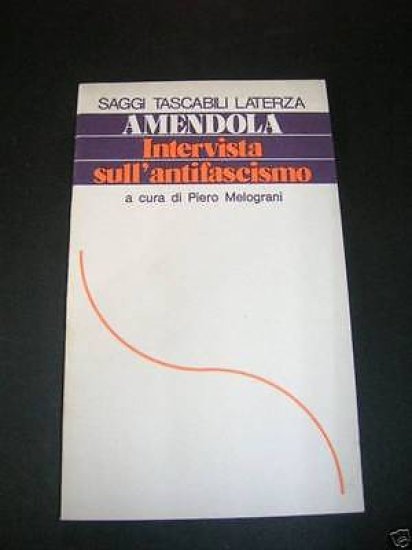 SAGGI TASCABILI LATERZA
AMENDOLA
Intervista
sull'antifascismo
a cura di Piero Melograni